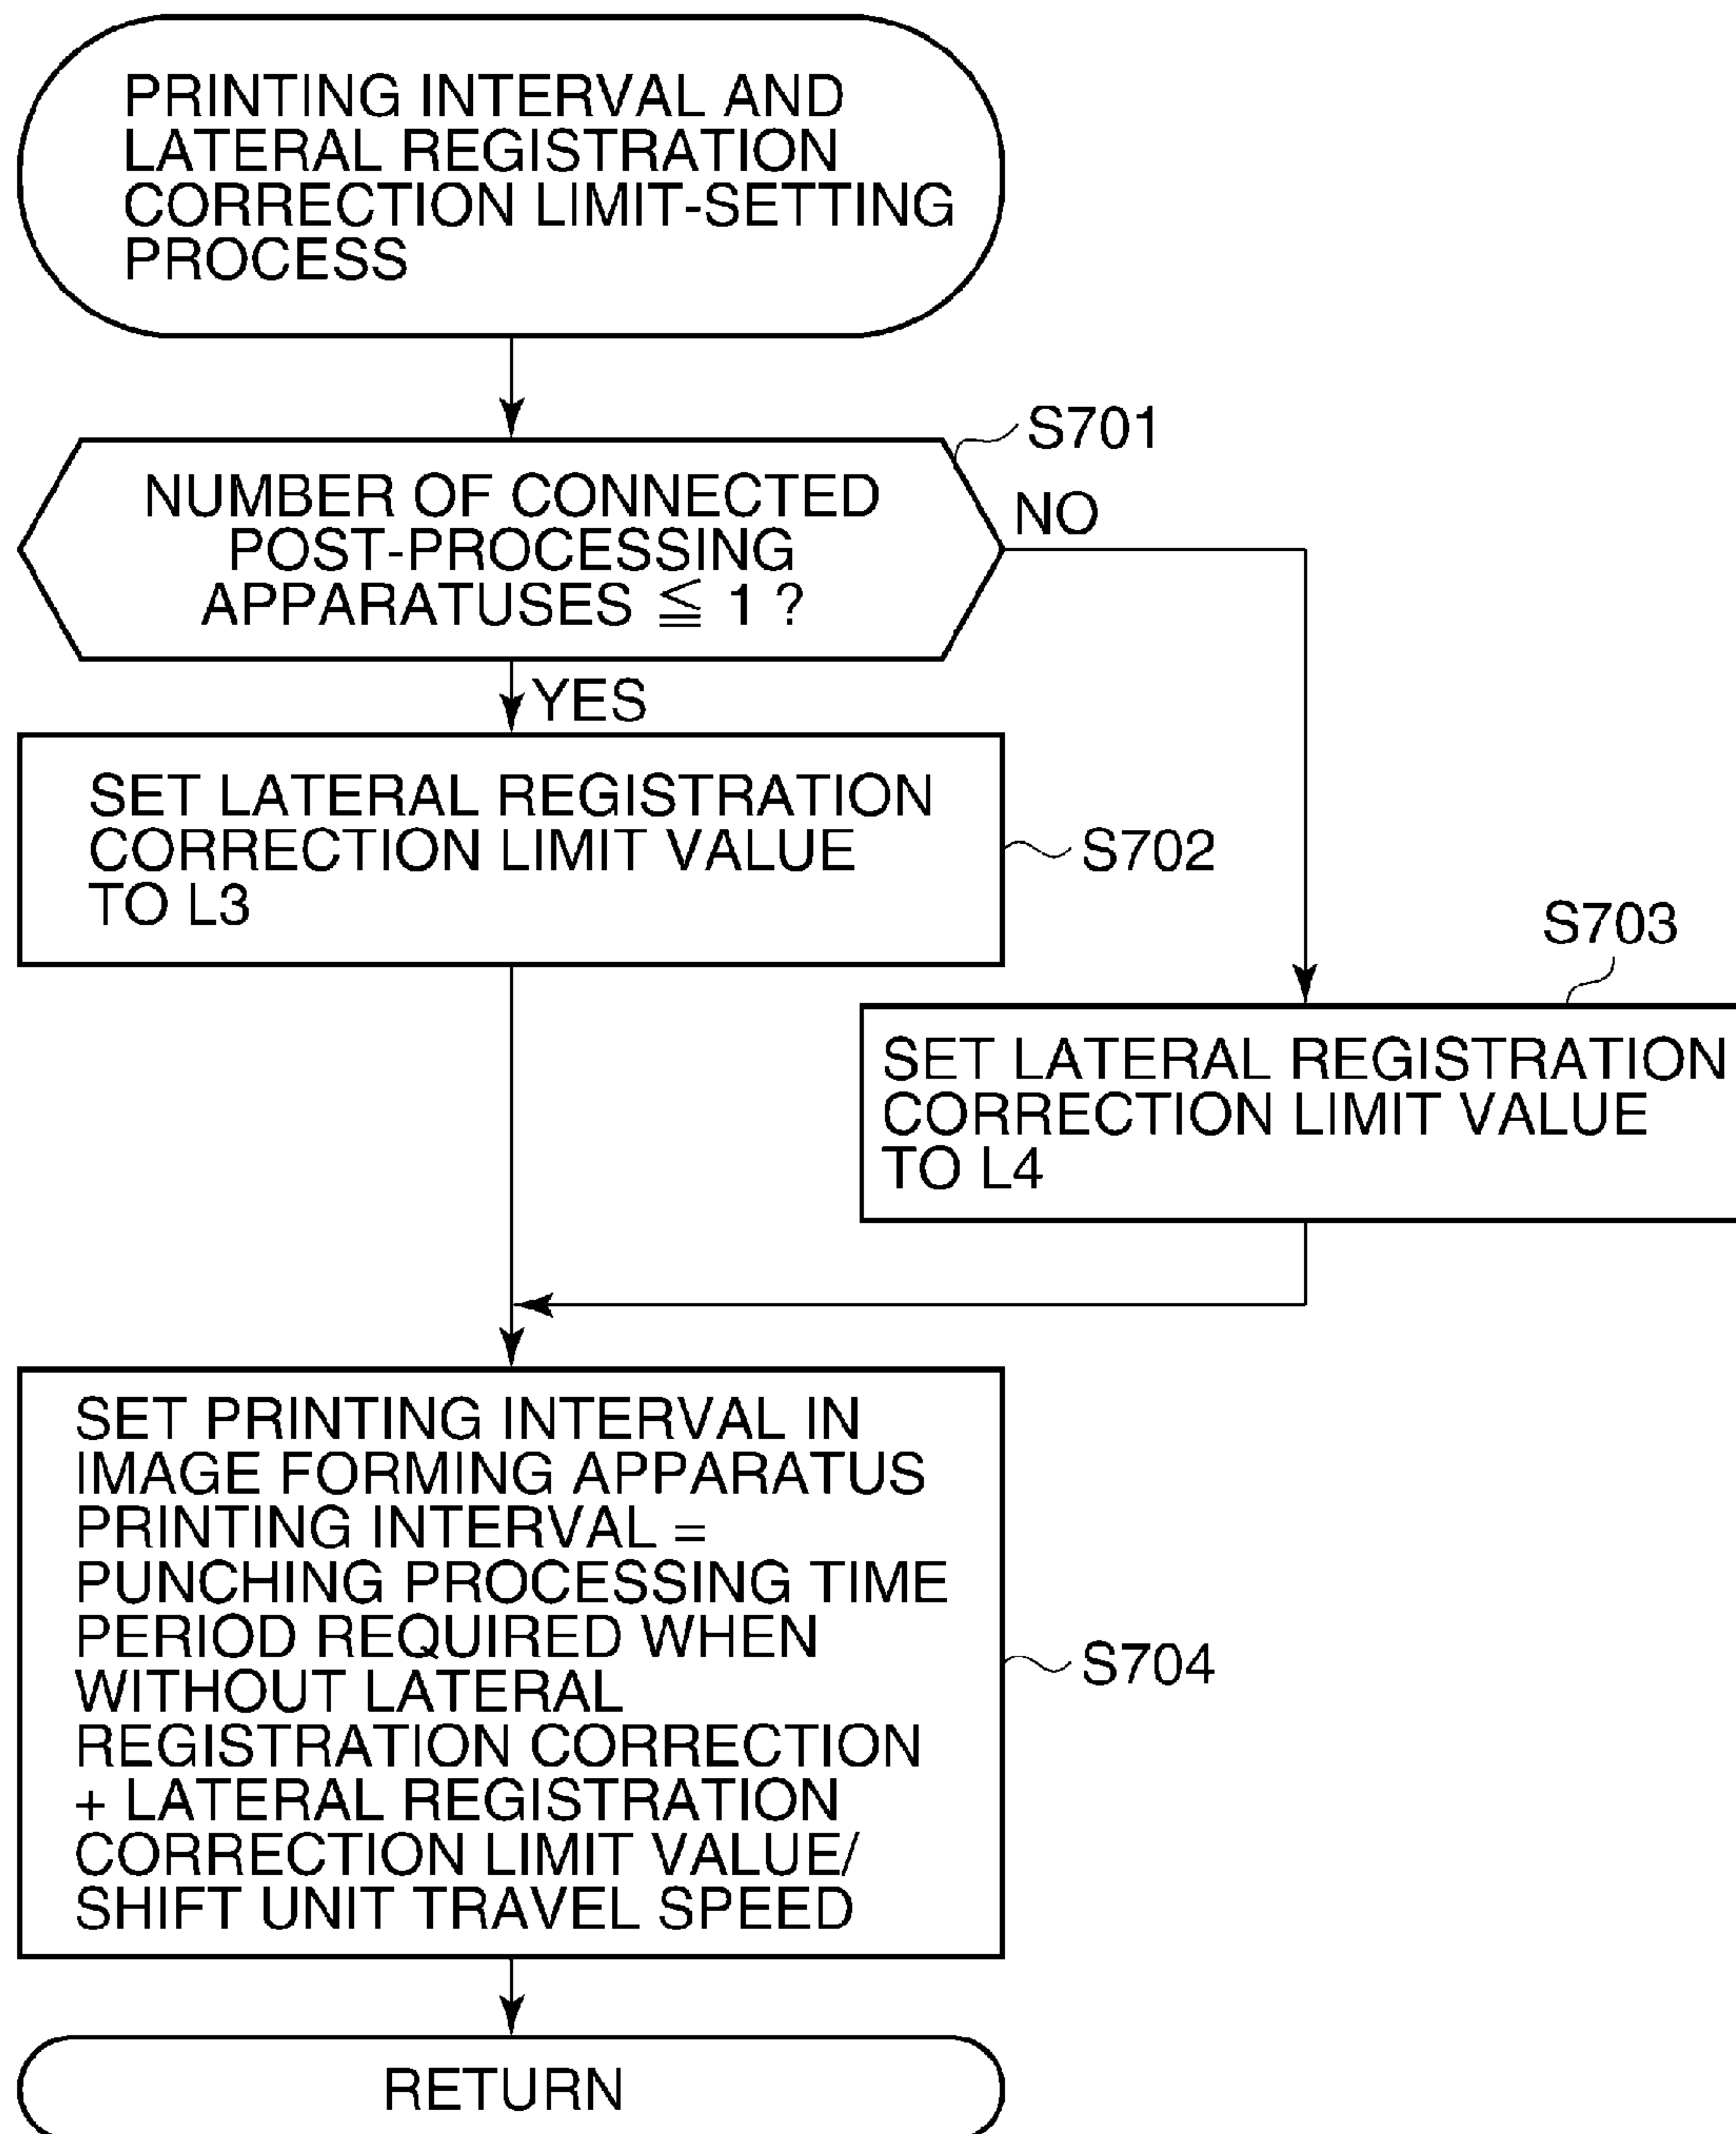 PRINTING INTERVAL AND
LATERAL REGISTRATION
CORRECTION LIMIT-SETTING
PROCESS
S701
NUMBER OF CONNECTED
POST-PROCESSING
APPARATUSES ≦ 1 ?
NO
YES
SET LATERAL REGISTRATION
CORRECTION LIMIT VALUE
TO L3
S702
S703
SET LATERAL REGISTRATION
CORRECTION LIMIT VALUE
TO L4
SET PRINTING INTERVAL IN
IMAGE FORMING APPARATUS
PRINTING INTERVAL =
PUNCHING PROCESSING TIME
PERIOD REQUIRED WHEN
WITHOUT LATERAL
REGISTRATION CORRECTION
+ LATERAL REGISTRATION
CORRECTION LIMIT VALUE/
SHIFT UNIT TRAVEL SPEED
S704
RETURN